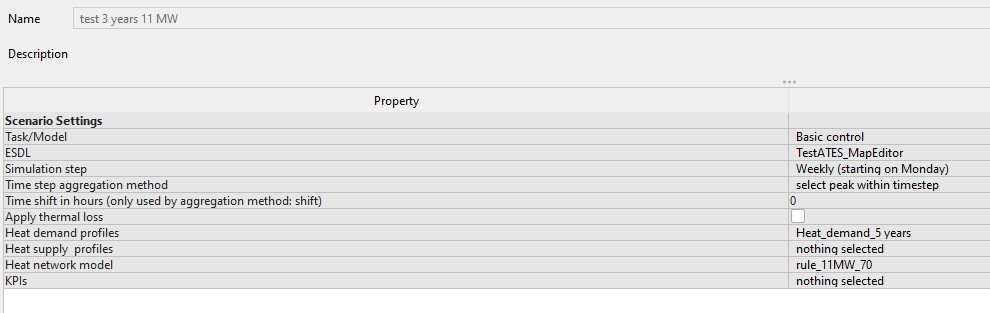 Name test 3 years 11 MW
Description
Property
Scenario Settings
Task/Model Basic control
ESDL TestATES_MapEditor
Simulation step Weekly (starting on Monday)
Time step aggregation method select peak within timestep
Time shift in hours (only used by aggregation method: shift) 0
Apply thermal loss
Heat demand profiles Heat_demand_5 years
Heat supply  profiles nothing selected
Heat network model rule_11MW_70
KPIs nothing selected